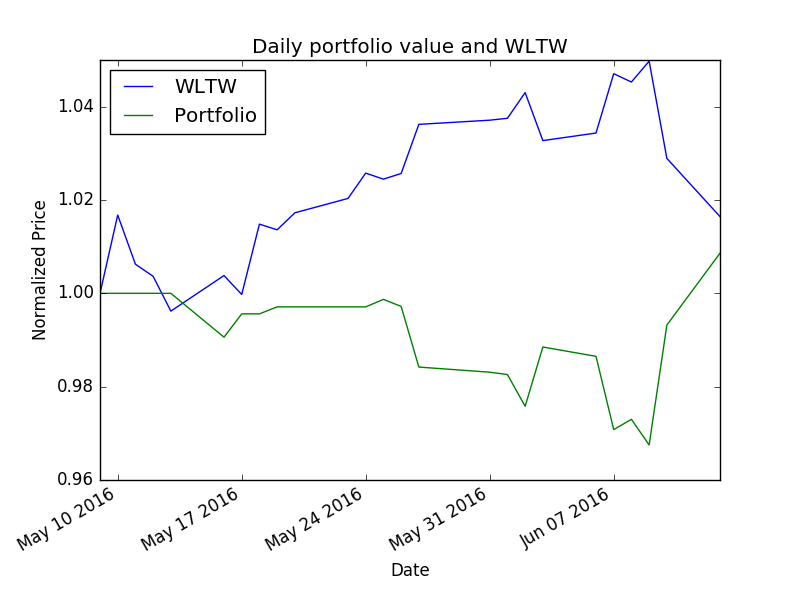 Daily portfolio value and WLTW
WLTW
Portfolio
1.04
1.02
1.00
0.98
0.96
Normalized Price
May 10 2016
May 17 2016
May 24 2016
May 31 2016
Jun 07 2016
Date